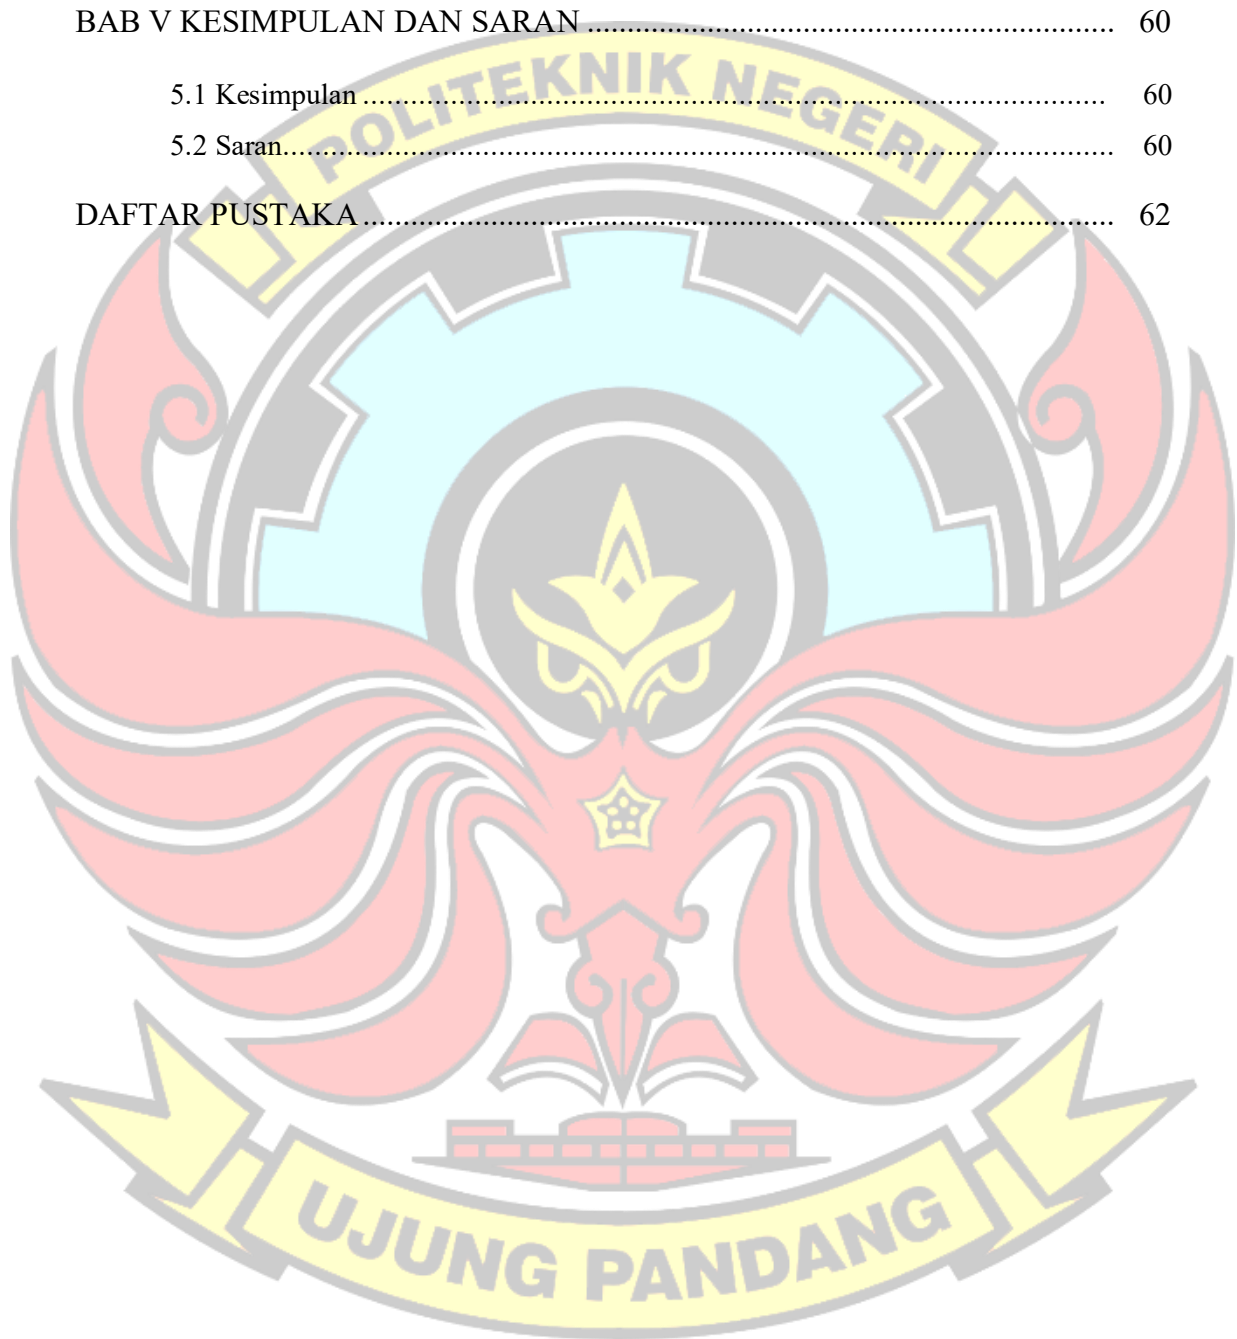 BAB V KESIMPULAN DAN SARAN ................................................................. 60
5.1 Kesimpulan ............................................................................................ 60
5.2 Saran....................................................................................................... 60
DAFTAR PUSTAKA ............................................................................................. 62
POLITEKNIK NEGERI
UJUNG PANDANG